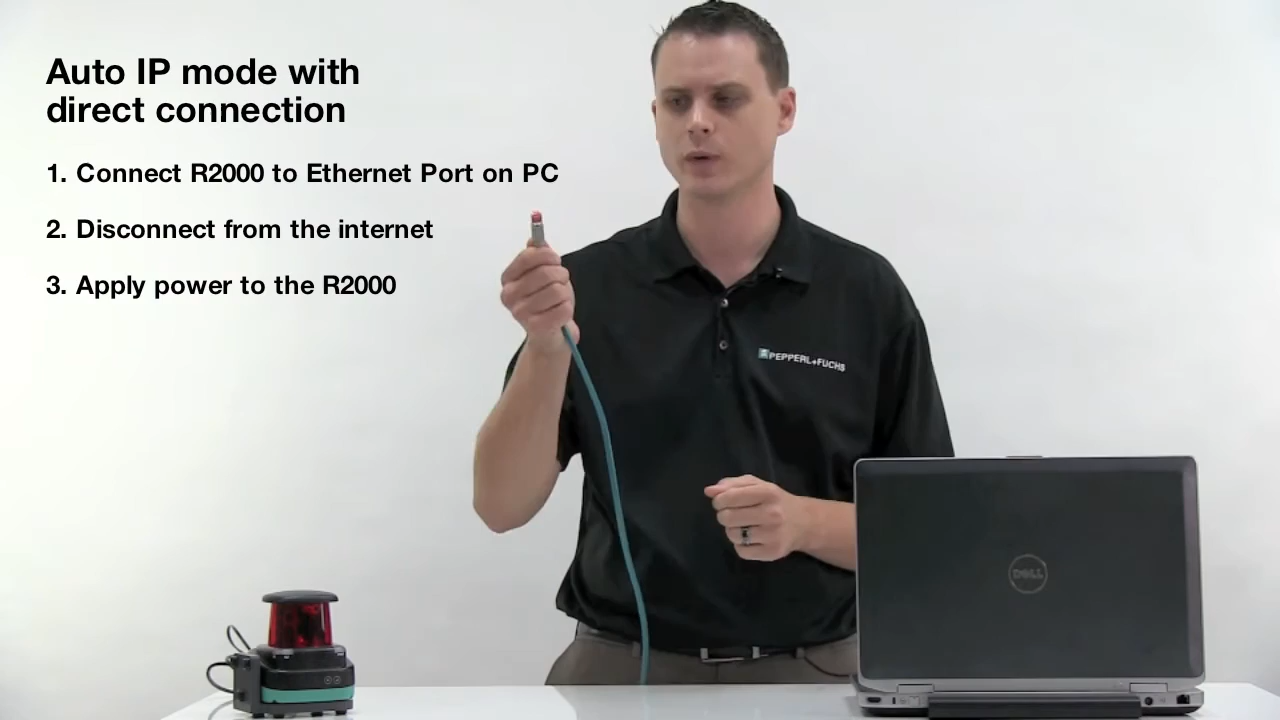 Auto IP mode with
direct connection
1. Connect R2000 to Ethernet Port on PC
2. Disconnect from the internet
3. Apply power to the R2000
PEPPERL+FUCHS
DELL